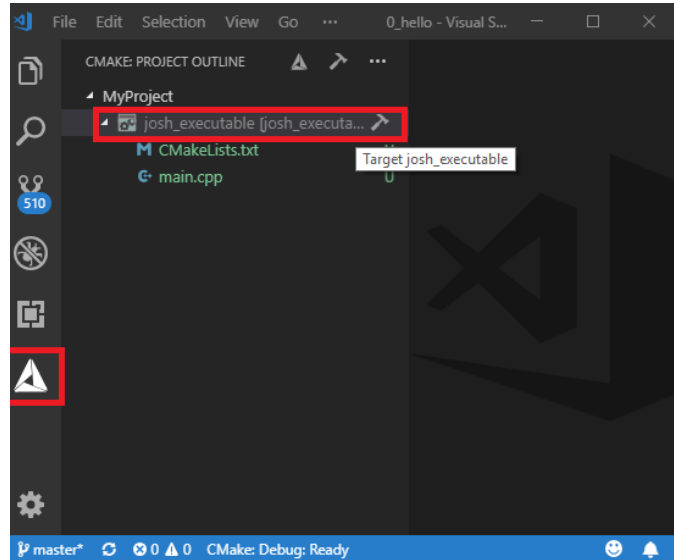 File Edit Selection View Go ··· 0_hello - Visual S...
CMAKE: PROJECT OUTLINE ···
MyProject
josh_executable [josh_executa...
CMakeLists.txt
Target josh_executable
main.cpp U
510
master* 0 0 CMake: Debug: Ready